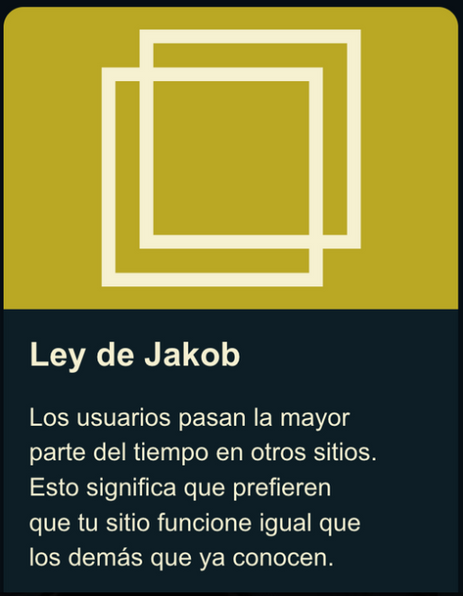 Ley de Jakob
Los usuarios pasan la mayor
parte del tiempo en otros sitios.
Esto significa que prefieren
que tu sitio funcione igual que
los demás que ya conocen.